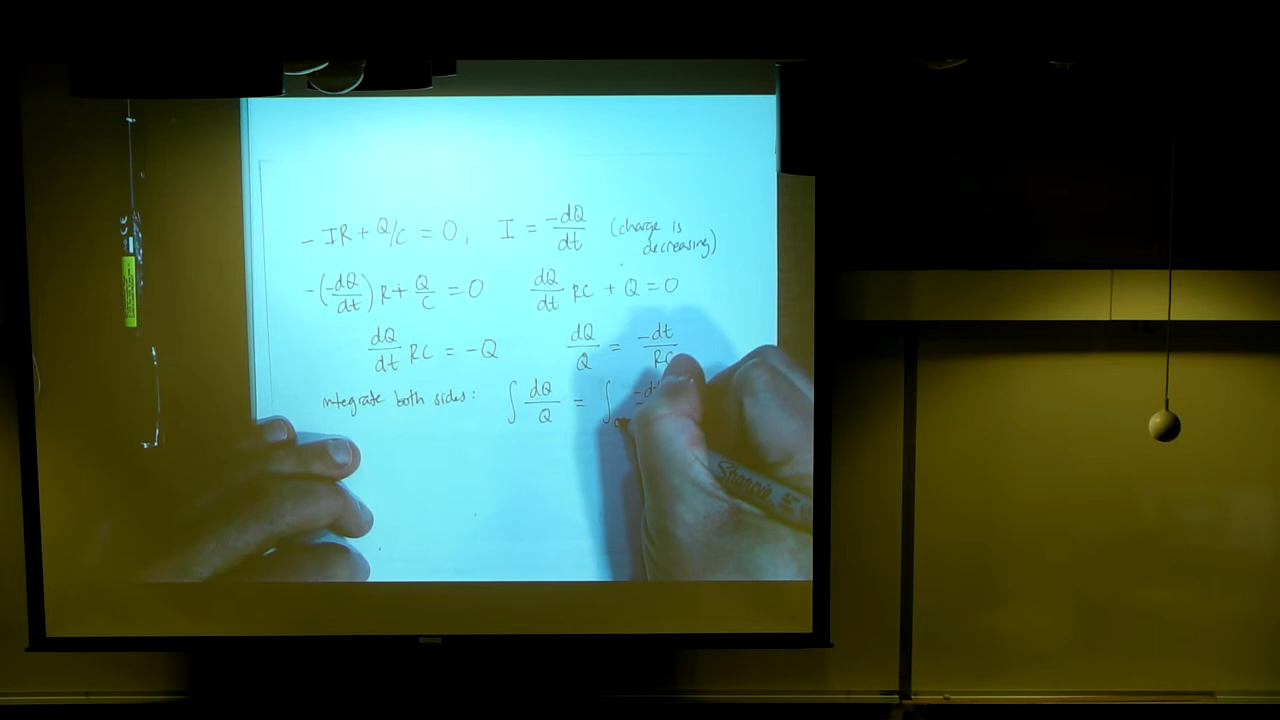 -IR + Q/C = 0, I = -dQ/dt (charge is decreasing)
-(-dQ/dt)R + Q/C = 0 dQ/dt RC + Q = 0
dQ/dt RC = -Q dQ/Q = -dt/RC
integrate both sides: ∫ dQ/Q = ∫
Sharpie